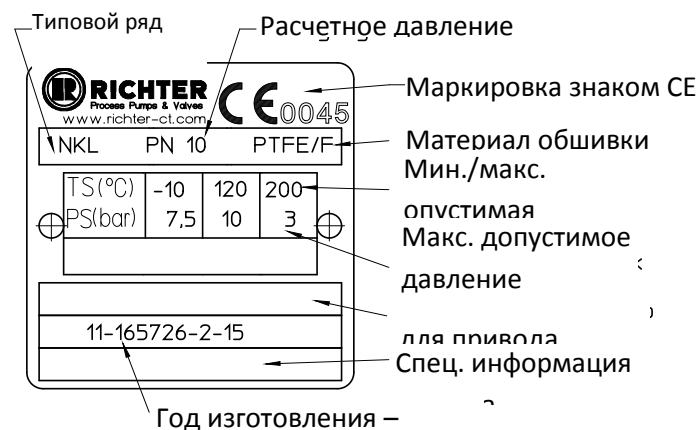 Типовой ряд
Расчетное давление
RICHTER
Process Pumps & Valves
www.richter-ct.com
CE 0045
Маркировка знаком CE
NKL PN 10 PTFE/F
Материал обшивки
Мин./макс.
опустимая
TS(°C) -10 120 200
PS(bar) 7,5 10 3
Макс. допустимое
давление
для привода
11-165726-2-15
Спец. информация
Год изготовления –